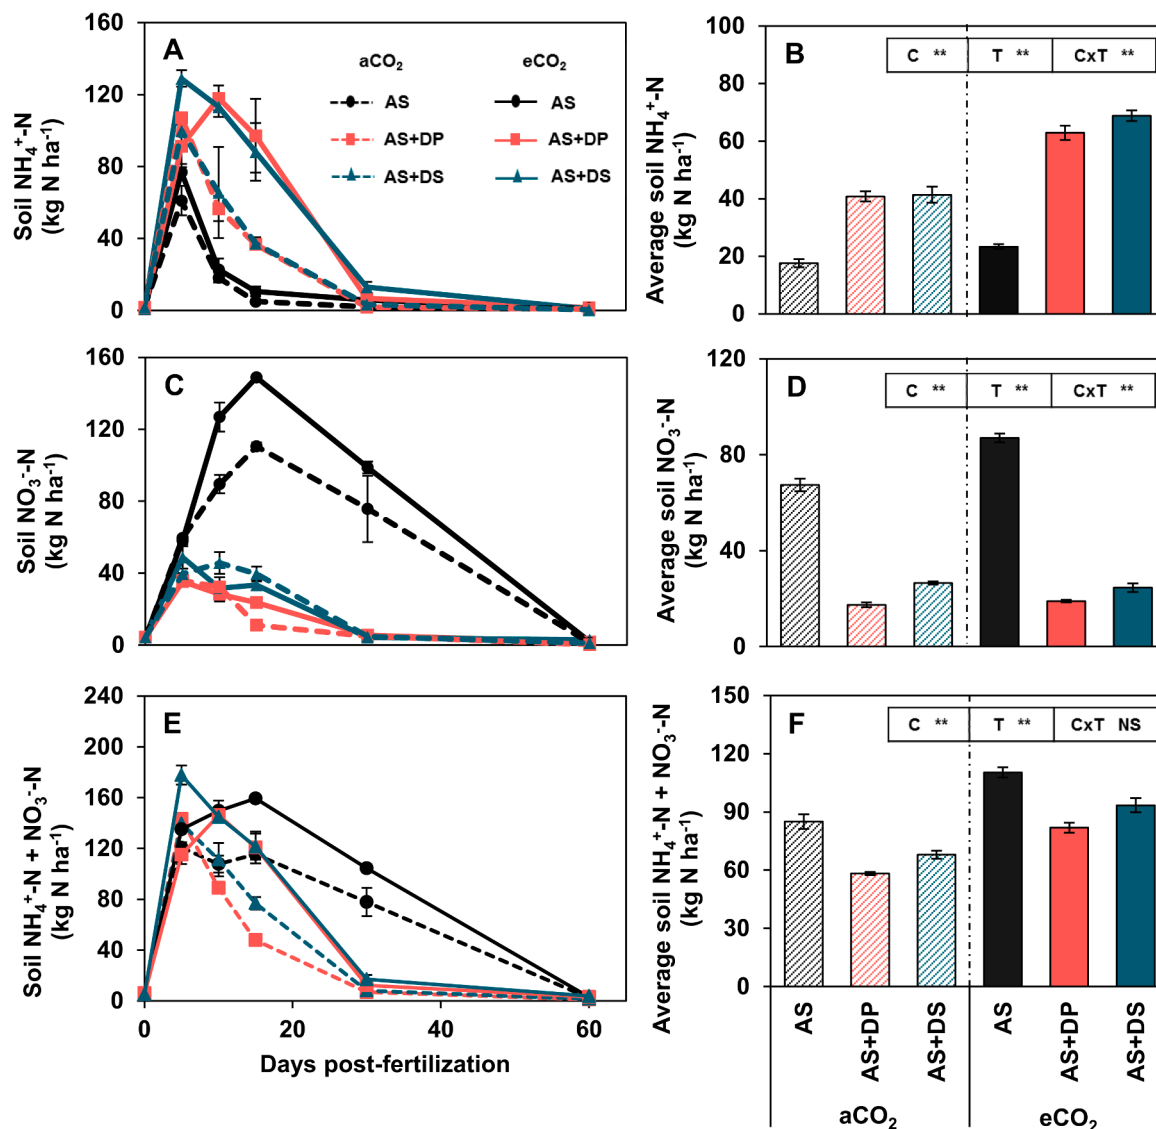 A
Soil NH₄⁺-N
(kg N ha⁻¹)
160
120
80
40
0
aCO₂ eCO₂
AS AS
AS+DP AS+DP
AS+DS AS+DS
B
Average soil NH₄⁺-N
(kg N ha⁻¹)
100
80
60
40
20
0
C ** T ** CxT **
C
Soil NO₃⁻-N
(kg N ha⁻¹)
160
120
80
40
0
D
Average soil NO₃⁻-N
(kg N ha⁻¹)
120
80
40
0
C ** T ** CxT **
E
Soil NH₄⁺-N + NO₃⁻-N
(kg N ha⁻¹)
240
200
160
120
80
40
0
0 20 40 60
Days post-fertilization
F
Average soil NH₄⁺-N + NO₃⁻-N
(kg N ha⁻¹)
150
120
90
60
30
0
C ** T ** CxT NS
AS AS+DP AS+DS AS AS+DP AS+DS
aCO₂ eCO₂